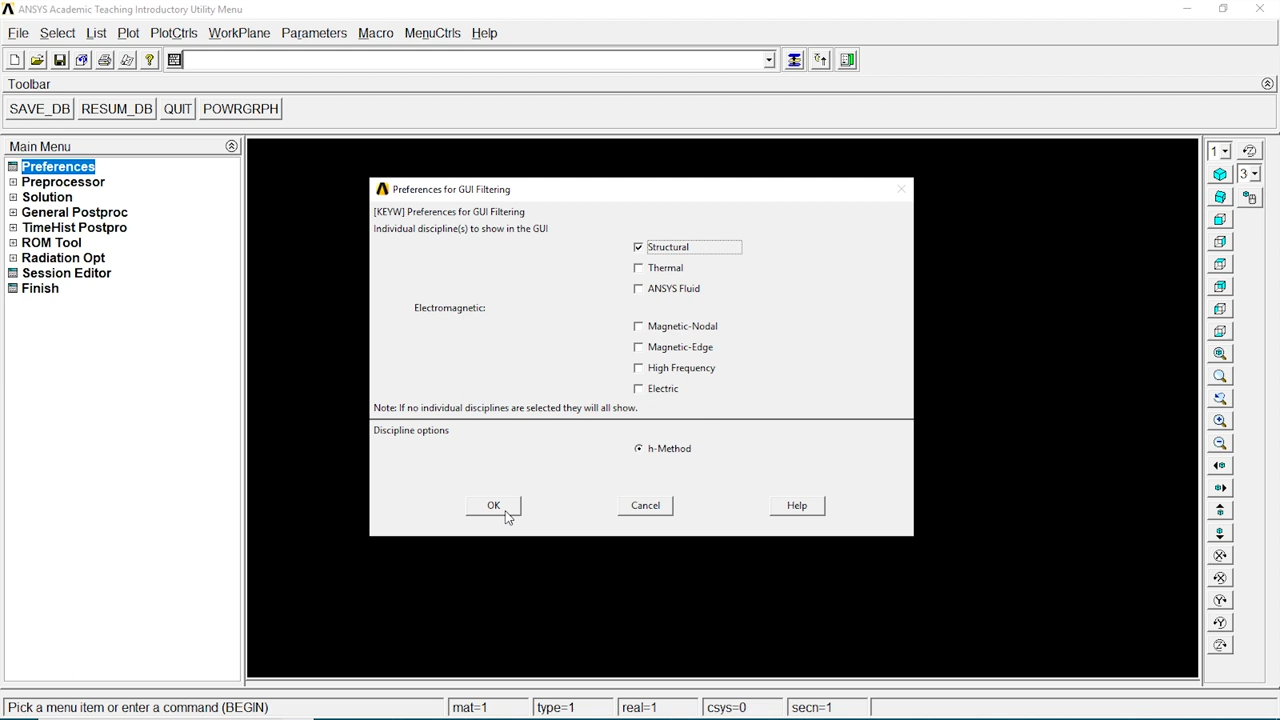 ANSYS Academic Teaching Introductory Utility Menu
File Select List Plot PlotCtrls WorkPlane Parameters Macro MenuCtrls Help
Toolbar
SAVE_DB RESUM_DB QUIT POWRGRPH
Main Menu
Preferences
Preprocessor
Solution
General Postproc
TimeHist Postpro
ROM Tool
Radiation Opt
Session Editor
Finish
Preferences for GUI Filtering
[KEYW] Preferences for GUI Filtering
Individual discipline(s) to show in the GUI
Structural
Thermal
ANSYS Fluid
Electromagnetic:
Magnetic-Nodal
Magnetic-Edge
High Frequency
Electric
Note: If no individual disciplines are selected they will all show.
Discipline options
h-Method
OK Cancel Help
1
3
Pick a menu item or enter a command (BEGIN) mat=1 type=1 real=1 csys=0 secn=1